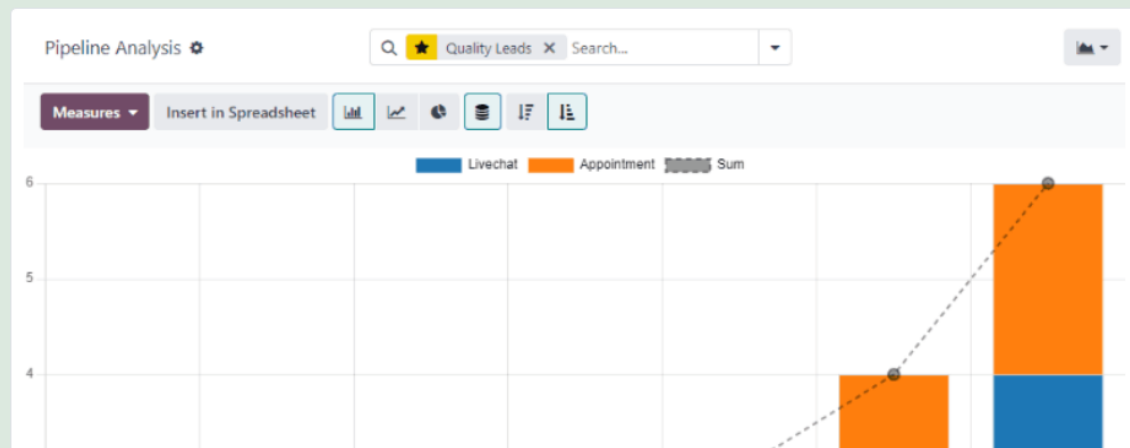 Pipeline Analysis
Quality Leads Search...
Measures Insert in Spreadsheet
Livechat Appointment Sum
6
5
4